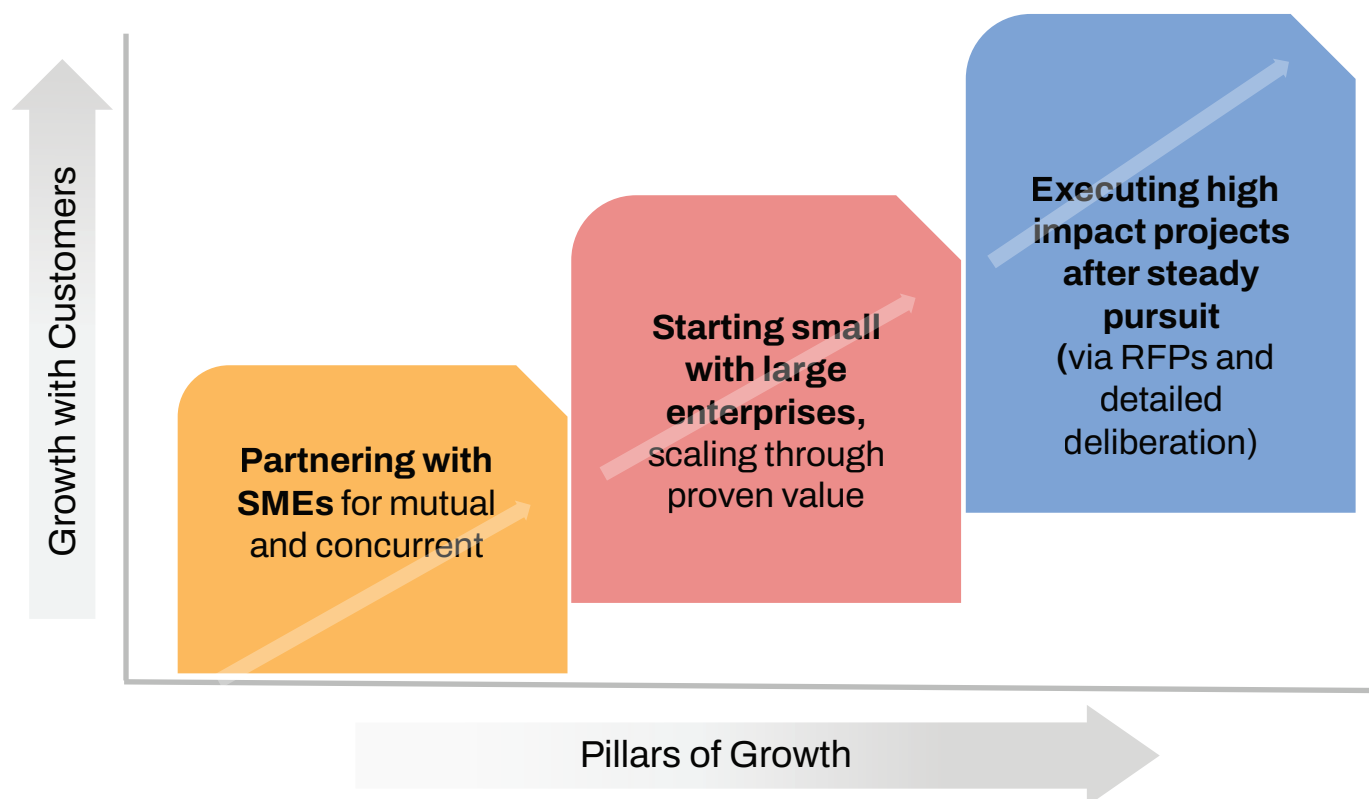 Growth with Customers
Partnering with
SMEs for mutual
and concurrent
Starting small
with large
enterprises,
scaling through
proven value
Executing high
impact projects
after steady
pursuit
(via RFPs and
detailed
deliberation)
Pillars of Growth